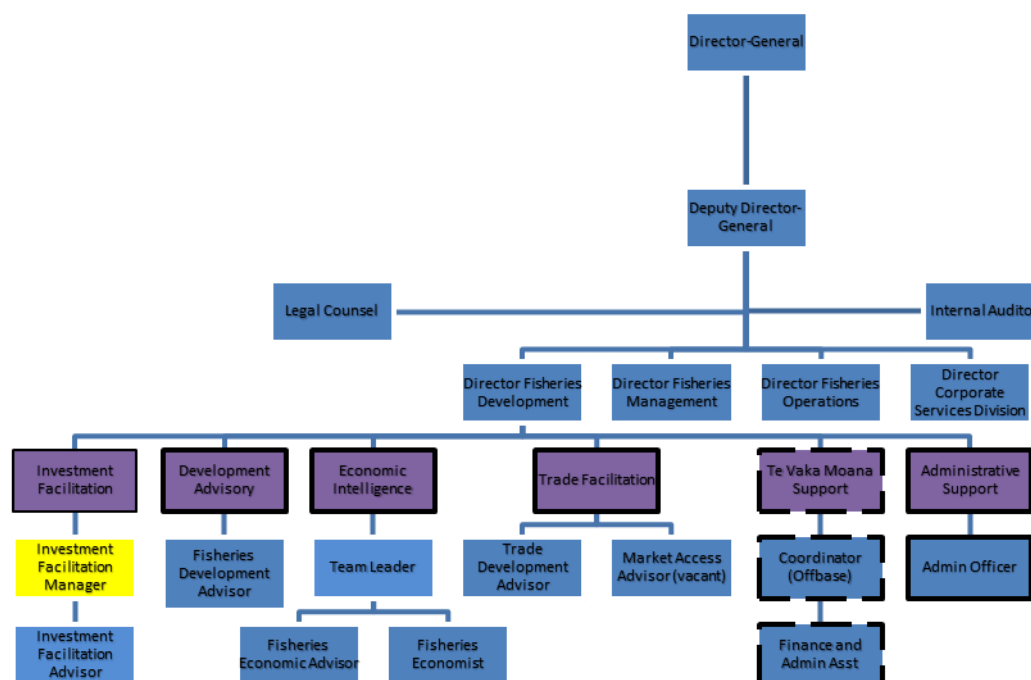 Director-General
Deputy Director-
General
Legal Counsel
Internal Audito
Director Fisheries
Development
Director Fisheries
Management
Director Fisheries
Operations
Director
Corporate
Services Division
Investment
Facilitation
Development
Advisory
Economic
Intelligence
Trade Facilitation
Te Vaka Moana
Support
Administrative
Support
Investment
Facilitation
Manager
Fisheries
Development
Advisor
Team Leader
Trade
Development
Advisor
Market Access
Advisor (vacant)
Coordinator
(Offbase)
Admin Officer
Investment
Facilitation
Advisor
Fisheries
Economic Advisor
Fisheries
Economist
Finance and
Admin Asst